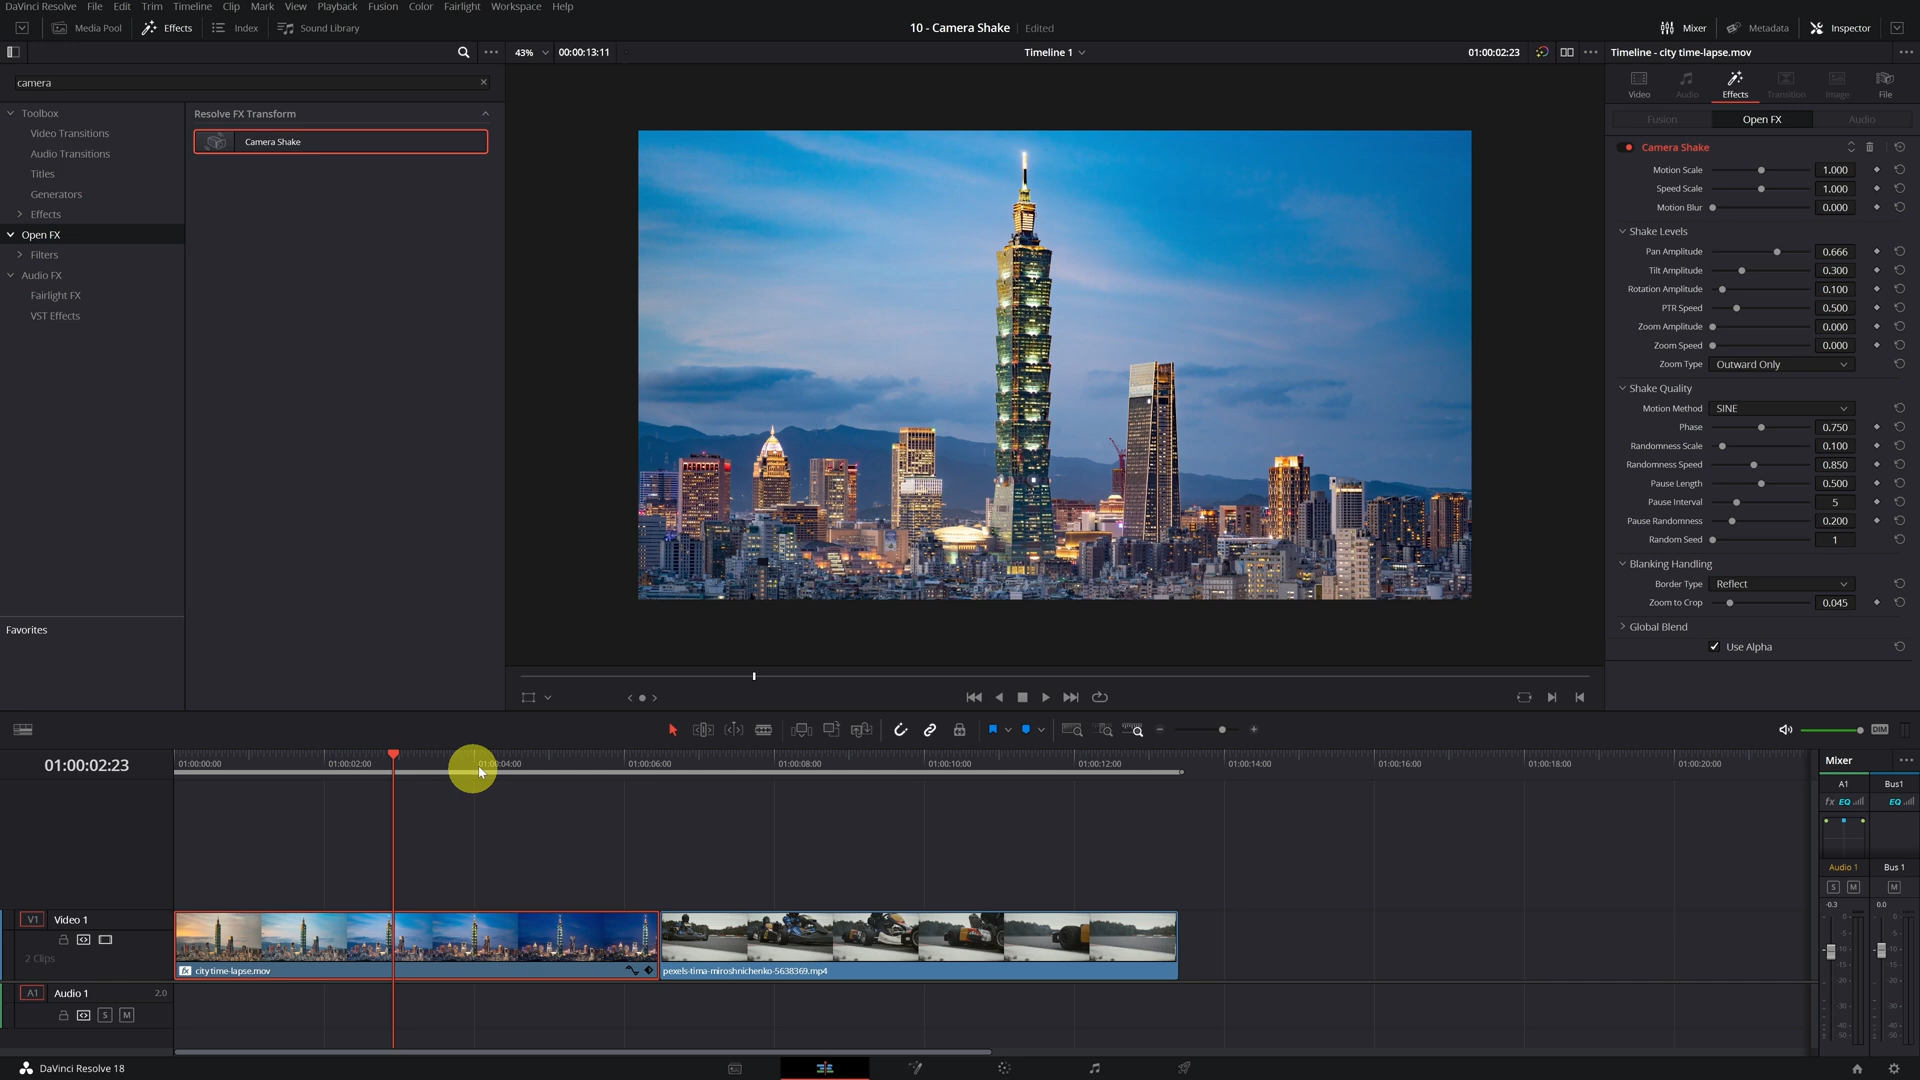 DaVinci Resolve File Edit Trim Timeline Clip Mark View Playback Fusion Color Fairlight Workspace Help
Media Pool Effects Index Sound Library 10 - Camera Shake Edited Mixer Metadata Inspector
43% 00:00:13:11 Timeline 1 01:00:02:23 Timeline - city time-lapse.mov
camera
Video Audio Effects Transition Image File
Toolbox
Video Transitions
Audio Transitions
Titles
Generators
Effects
Open FX
Filters
Audio FX
Fairlight FX
VST Effects
Favorites
Resolve FX Transform
Camera Shake
Fusion Open FX Audio
Camera Shake
Motion Scale 1.000
Speed Scale 1.000
Motion Blur 0.000
Shake Levels
Pan Amplitude 0.666
Tilt Amplitude 0.300
Rotation Amplitude 0.100
PTR Speed 0.500
Zoom Amplitude 0.000
Zoom Speed 0.000
Zoom Type Outward Only
Shake Quality
Motion Method SINE
Phase 0.750
Randomness Scale 0.100
Randomness Speed 0.850
Pause Length 0.500
Pause Interval 5
Pause Randomness 0.200
Random Seed 1
Blanking Handling
Border Type Reflect
Zoom to Crop 0.045
Global Blend
Use Alpha
DIM
01:00:02:23
01:00:00:00 01:00:02:00 01:00:04:00 01:00:06:00 01:00:08:00 01:00:10:00 01:00:12:00 01:00:14:00 01:00:16:00 01:00:18:00 01:00:20:00
V1 Video 1
2 Clips
fx city time-lapse.mov
pexels-tima-miroshnichenko-5638369.mp4
A1 Audio 1 2.0
S M
Mixer
A1 Bus1
fx EQ EQ
Audio 1 Bus 1
S M M
-0.3 0.0
DaVinci Resolve 18